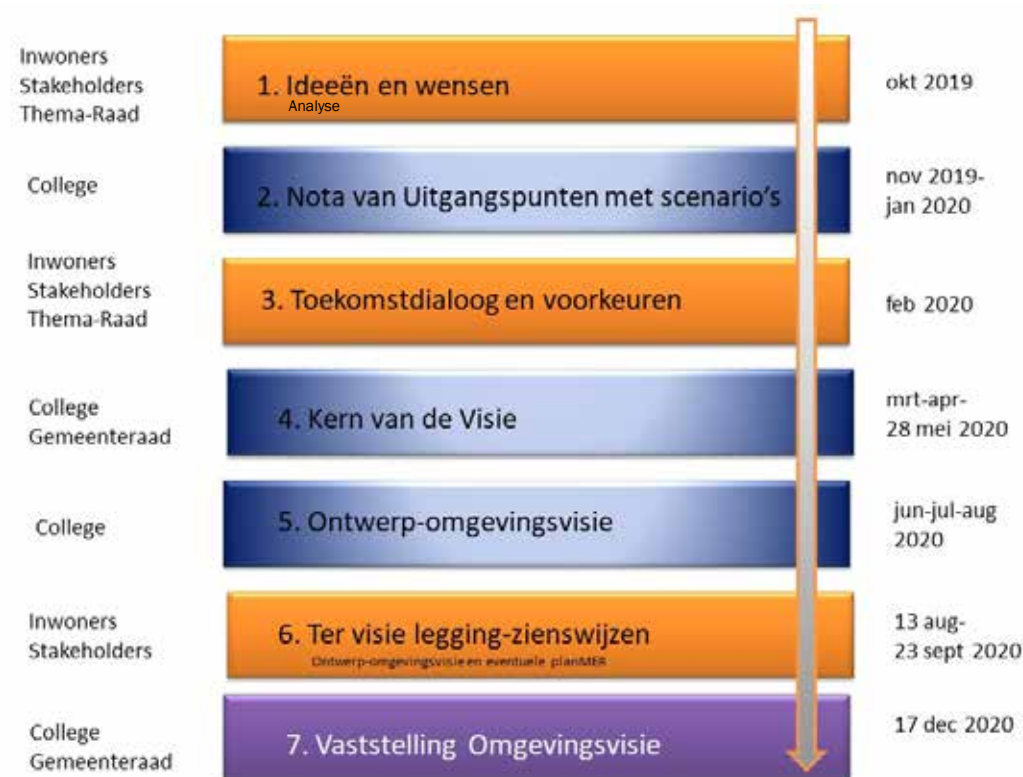 Inwoners
Stakeholders
Thema-Raad
1. Ideeën en wensen
Analyse
okt 2019
College
2. Nota van Uitgangspunten met scenario's
nov 2019-
jan 2020
Inwoners
Stakeholders
Thema-Raad
3. Toekomstdialoog en voorkeuren
feb 2020
College
Gemeenteraad
4. Kern van de Visie
mrt-apr-
28 mei 2020
College
5. Ontwerp-omgevingsvisie
jun-jul-aug
2020
Inwoners
Stakeholders
6. Ter visie legging-zienswijzen
Ontwerp-omgevingsvisie en eventuele planMER
13 aug-
23 sept 2020
College
Gemeenteraad
7. Vaststelling Omgevingsvisie
17 dec 2020